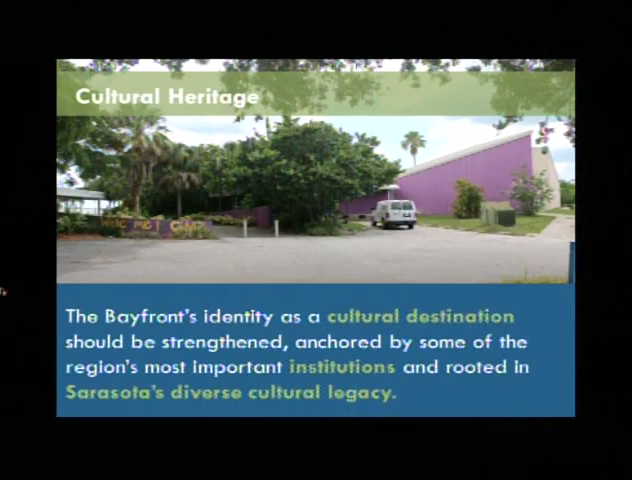 Cultural Heritage
The Bayfront's identity as a cultural destination
should be strengthened, anchored by some of the
region's most important institutions and rooted in
Sarasota's diverse cultural legacy.